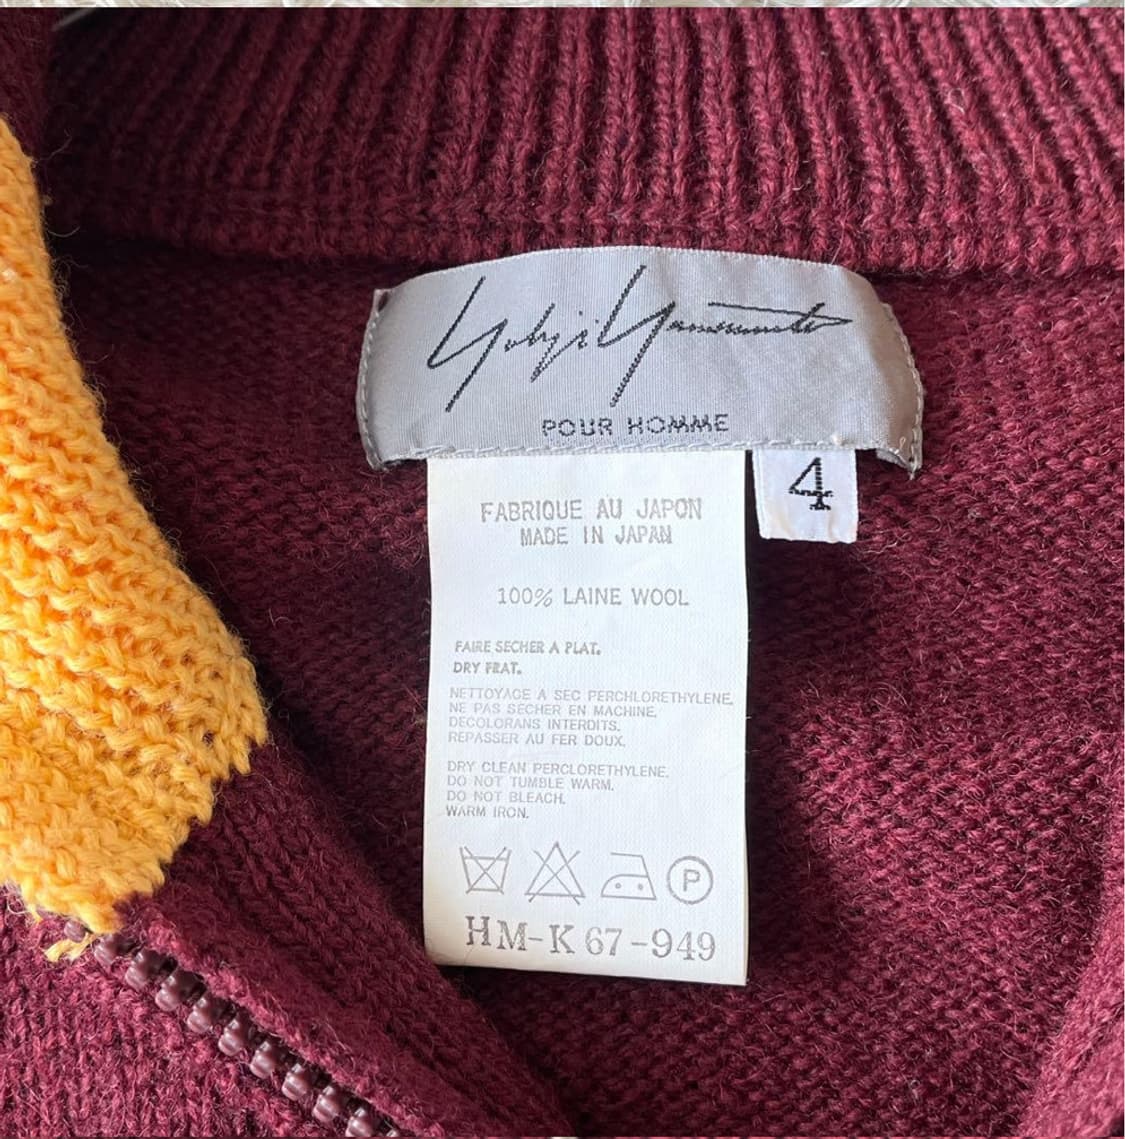 Yohji Yamamoto
POUR HOMME
4
FABRIQUE AU JAPON
MADE IN JAPAN
100% LAINE WOOL
FAIRE SECHER A PLAT.
DRY FRAT.
NETTOYAGE A SEC PERCHLORETHYLENE.
NE PAS SECHER EN MACHINE.
DECOLORANS INTERDITS.
REPASSER AU FER DOUX.
DRY CLEAN PERCLORETHYLENE.
DO NOT TUMBLE WARM.
DO NOT BLEACH.
WARM IRON.
P
HM-K67-949